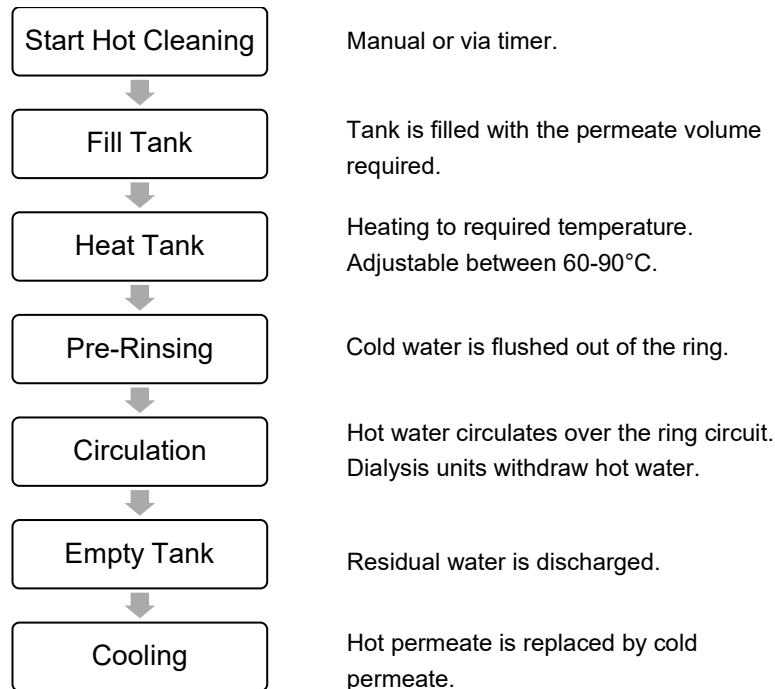 Start Hot Cleaning
Manual or via timer.
Fill Tank
Tank is filled with the permeate volume
required.
Heat Tank
Heating to required temperature.
Adjustable between 60-90°C.
Pre-Rinsing
Cold water is flushed out of the ring.
Circulation
Hot water circulates over the ring circuit.
Dialysis units withdraw hot water.
Empty Tank
Residual water is discharged.
Cooling
Hot permeate is replaced by cold
permeate.